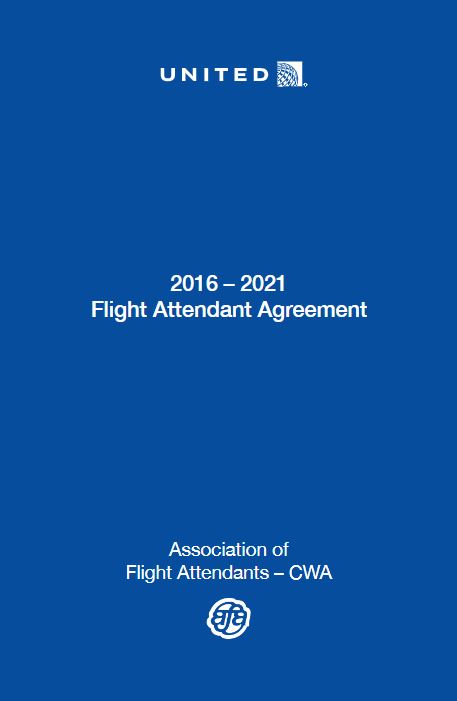 UNITED
2016 – 2021
Flight Attendant Agreement
Association of
Flight Attendants – CWA
afa